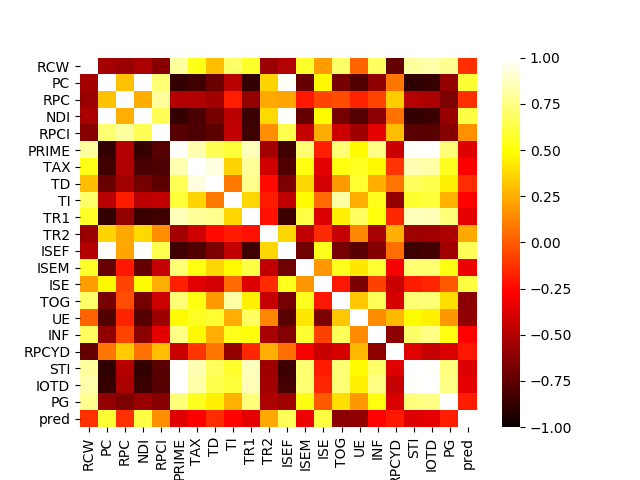 RCW
PC
RPC
NDI
RPCI
PRIME
TAX
TD
TI
TR1
TR2
ISEF
ISEM
ISE
TOG
UE
INF
RPCYD
STI
IOTD
PG
pred
RCW PC RPC NDI RPCI PRIME TAX TD TI TR1 TR2 ISEF ISEM ISE TOG UE INF RPCYD STI IOTD PG pred
1.00
0.75
0.50
0.25
0.00
−0.25
−0.50
−0.75
−1.00